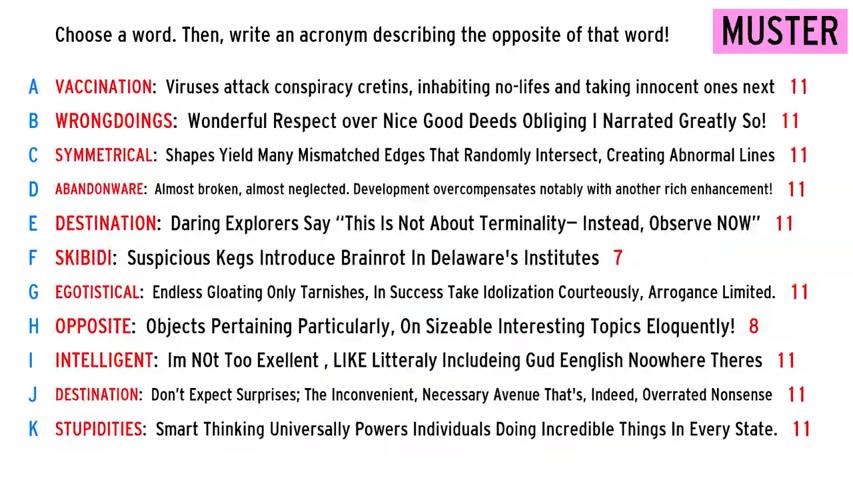 Choose a word. Then, write an acronym describing the opposite of that word!
MUSTER
A VACCINATION: Viruses attack conspiracy cretins, inhabiting no-lifes and taking innocent ones next 11
B WRONGDOINGS: Wonderful Respect over Nice Good Deeds Obliging I Narrated Greatly So! 11
C SYMMETRICAL: Shapes Yield Many Mismatched Edges That Randomly Intersect, Creating Abnormal Lines 11
D ABANDONWARE: Almost broken, almost neglected. Development overcompensates notably with another rich enhancement! 11
E DESTINATION: Daring Explorers Say “This Is Not About Terminality— Instead, Observe NOW” 11
F SKIBIDI: Suspicious Kegs Introduce Brainrot In Delaware's Institutes 7
G EGOTISTICAL: Endless Gloating Only Tarnishes, In Success Take Idolization Courteously, Arrogance Limited. 11
H OPPOSITE: Objects Pertaining Particularly, On Sizeable Interesting Topics Eloquently! 8
I INTELLIGENT: Im NOt Too Exellent , LIKE Litteraly Includeing Gud Eenglish Noowhere Theres 11
J DESTINATION: Don't Expect Surprises; The Inconvenient, Necessary Avenue That's, Indeed, Overrated Nonsense 11
K STUPIDITIES: Smart Thinking Universally Powers Individuals Doing Incredible Things In Every State. 11